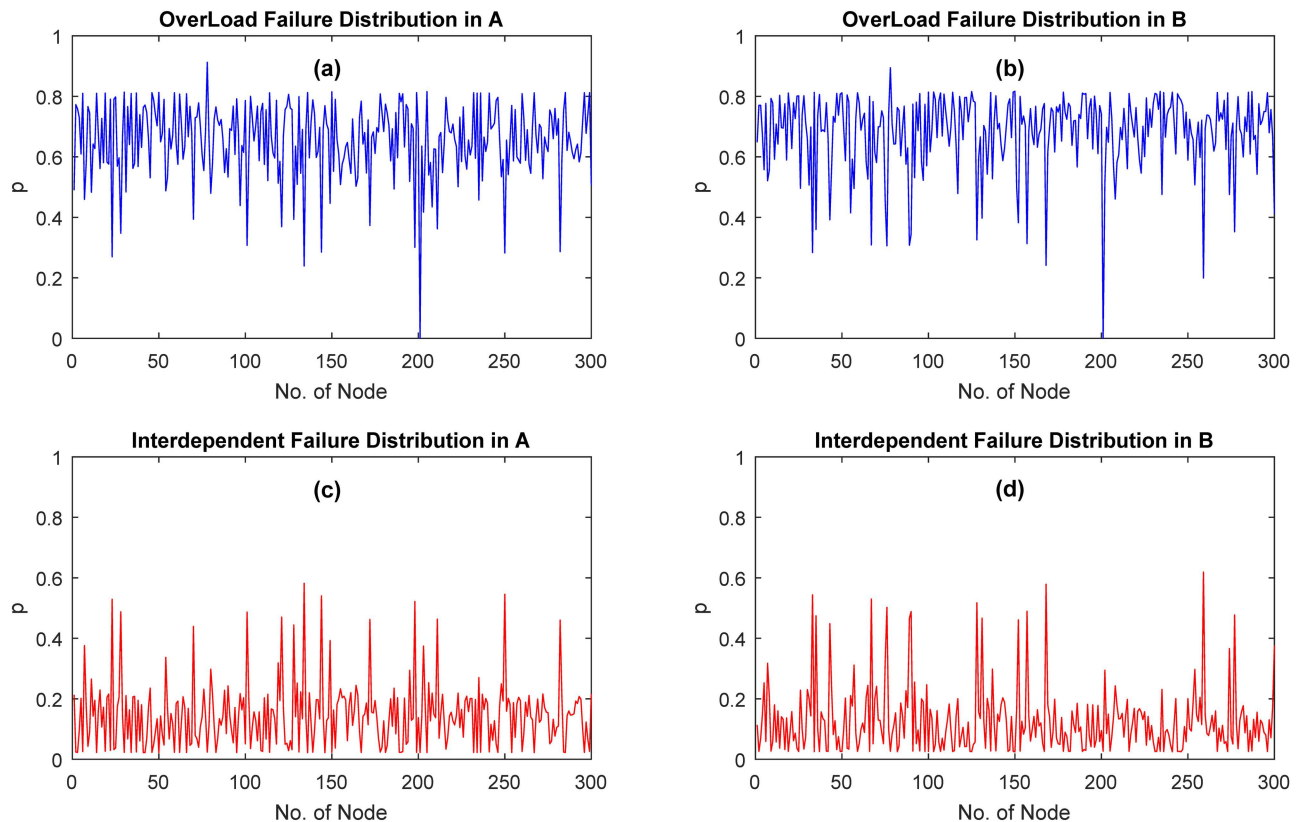 OverLoad Failure Distribution in A
1
0.8
0.6
0.4
0.2
0
p
(a)
0 50 100 150 200 250 300
No. of Node
OverLoad Failure Distribution in B
1
0.8
0.6
0.4
0.2
0
p
(b)
0 50 100 150 200 250 300
No. of Node
Interdependent Failure Distribution in A
1
0.8
0.6
0.4
0.2
0
p
(c)
0 50 100 150 200 250 300
No. of Node
Interdependent Failure Distribution in B
1
0.8
0.6
0.4
0.2
0
p
(d)
0 50 100 150 200 250 300
No. of Node